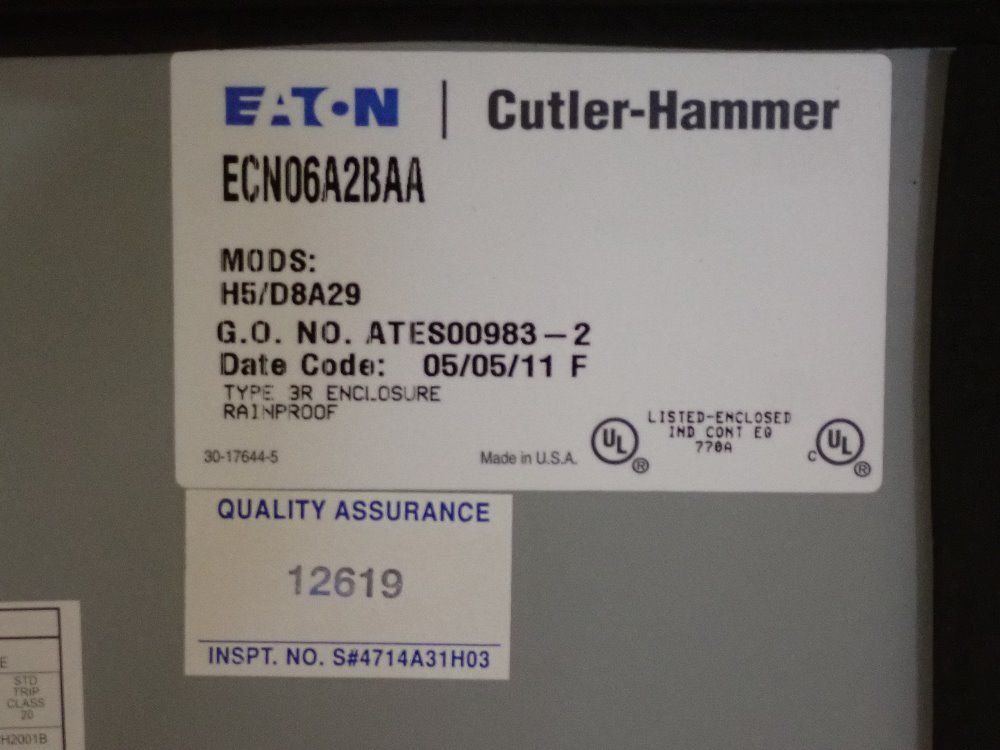 EATON | Cutler-Hammer
ECN06A2BAA
MODS:
H5/D8A29
G.O. NO. ATES00983-2
Date Code: 05/05/11 F
TYPE 3R ENCLOSURE
RAINPROOF
LISTED-ENCLOSED
IND CONT EQ
770A
UL ®
c UL ®
30-17644-5
Made in U.S.A.
QUALITY ASSURANCE
12619
INSPT. NO. S#4714A31H03
E
STD
TRIP
CLASS
20
H2001B